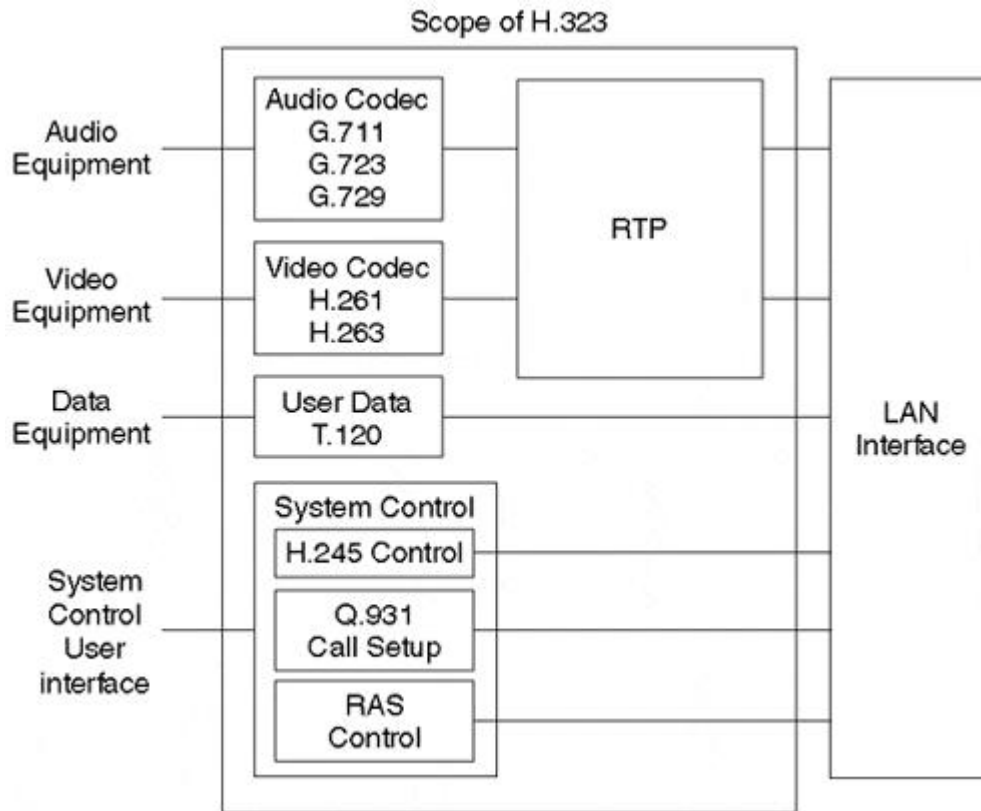 Scope of H.323
Audio
Equipment
Audio Codec
G.711
G.723
G.729
RTP
Video
Equipment
Video Codec
H.261
H.263
Data
Equipment
User Data
T.120
LAN
Interface
System
Control
User
interface
System Control
H.245 Control
Q.931
Call Setup
RAS
Control